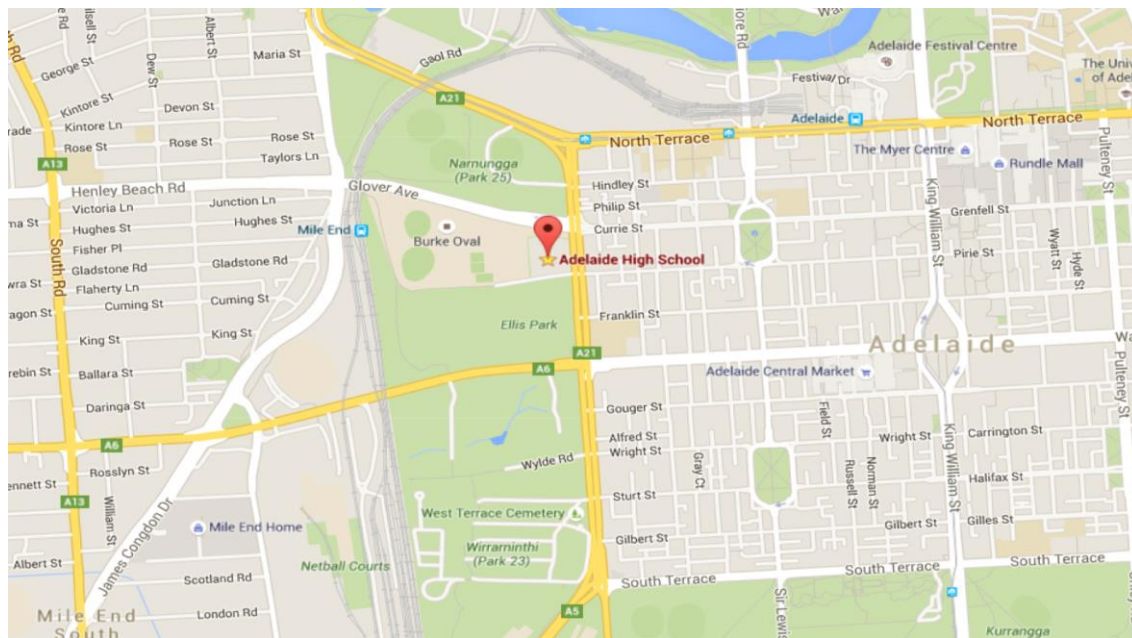 Albert St
Maria St
George St
Dew St
Kintore St
Devon St
Kintore Ln
Rose St
Rose St
Rose St
Taylors Ln
A13
Henley Beach Rd
Victoria Ln
Junction Ln
Hughes St
Hughes St
Fisher Pl
Gladstone Rd
Gladstone Rd
Flaherty Ln
Cuming St
Cuming St
King St
King St
Ballara St
Daringa St
South Rd
A6
Rosslyn St
A13
William St
James Congdon Dr
Mile End Home
Albert St
Scotland Rd
London Rd
Mile End
South
Gaol Rd
A21
Narnungga
(Park 25)
Glover Ave
Mile End
Burke Oval
Adelaide High School
Ellis Park
A21
A6
Wylde Rd
West Terrace Cemetery
Wirraninthi
(Park 23)
Netball Courts
A5
North Terrace
Hindley St
Philip St
Currie St
Franklin St
Gouger St
Alfred St
Wright St
Gray Ct
Sturt St
Gilbert St
South Terrace
Adelaide Festival Centre
Festival Dr
Adelaide
North Terrace
The Myer Centre
Rundle Mall
Pulteney St
King William St
Grenfell St
Pirie St
Wyatt St
Hyde St
Adelaide
Adelaide Central Market
Pulteney St
Field St
Wright St
King William St
Carrington St
Russell St
Norman St
Halifax St
Gilbert St
Gilles St
South Terrace
South Terrace
Sir Lewis
Kurrangga